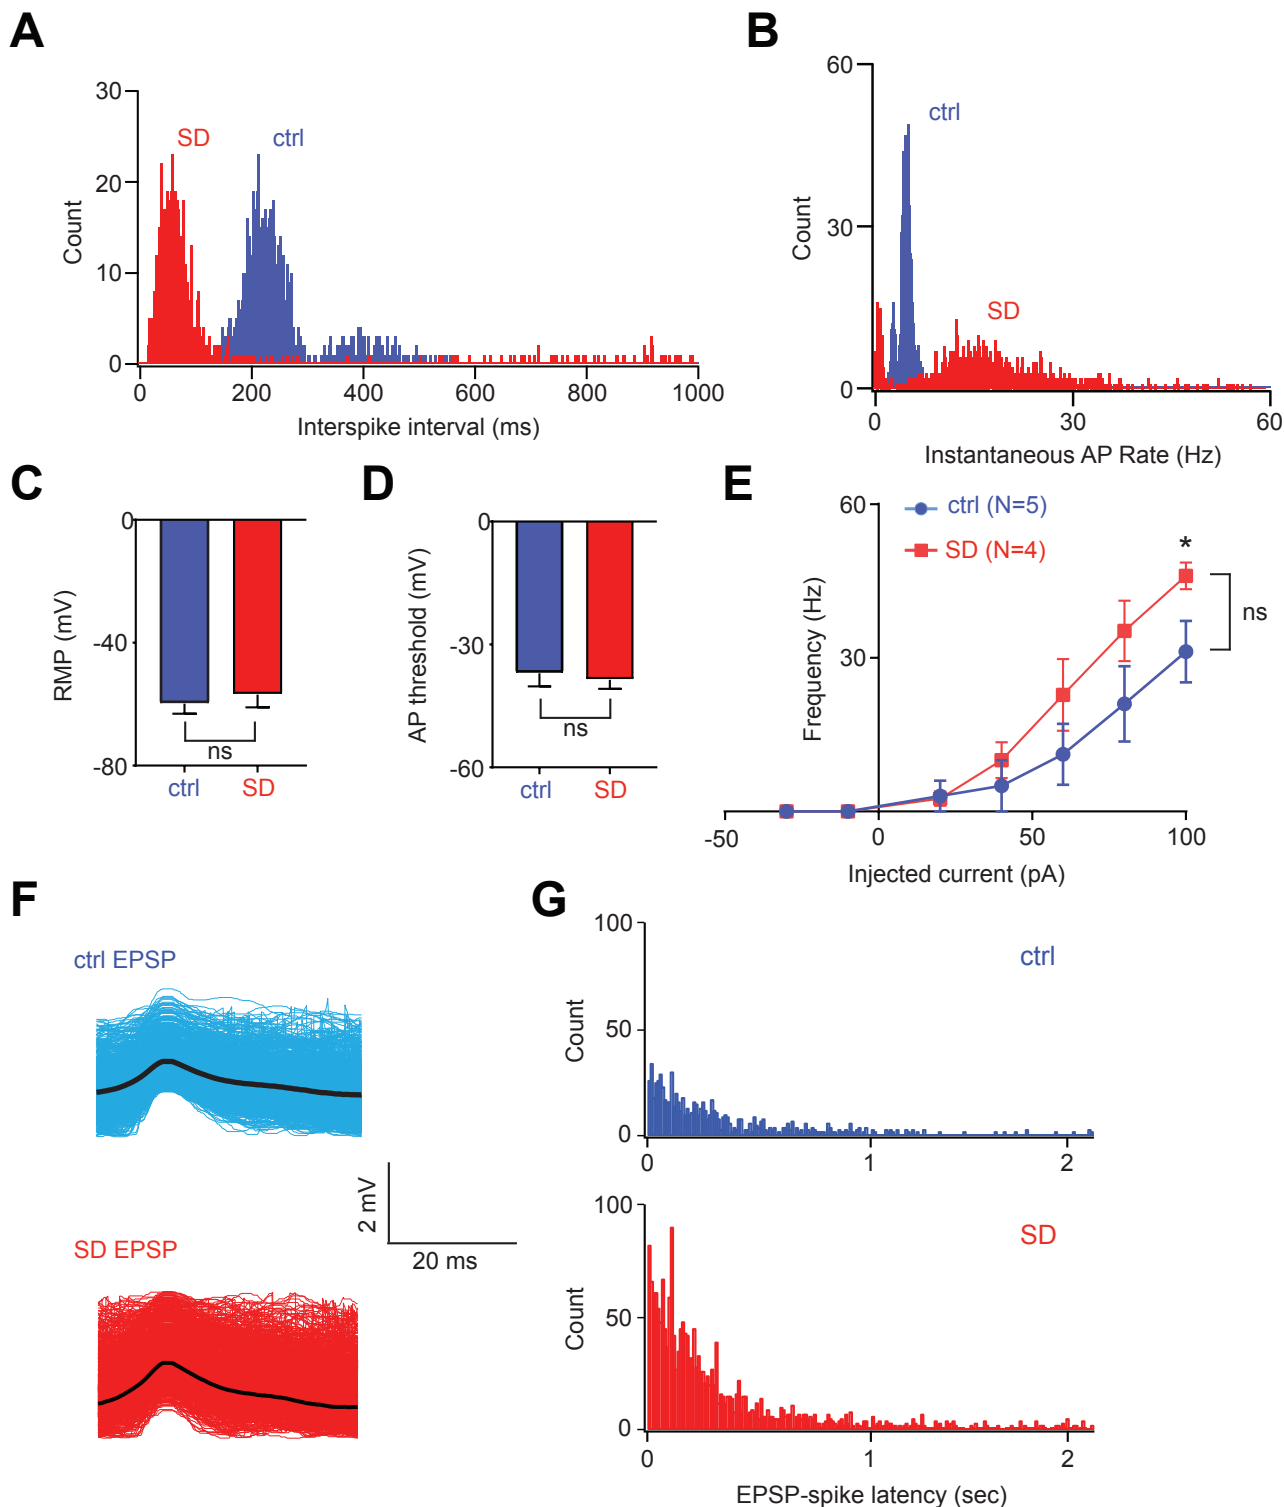 A
30
20
10
0
Count
SD
ctrl
0
200
400
600
800
1000
Interspike interval (ms)
B
60
30
0
Count
ctrl
SD
0
30
60
Instantaneous AP Rate (Hz)
C
0
-40
-80
RMP (mV)
ns
ctrl
SD
D
0
-30
-60
AP threshold (mV)
ns
ctrl
SD
E
60
30
Frequency (Hz)
ctrl (N=5)
SD (N=4)
*
ns
-50
0
50
100
Injected current (pA)
F
ctrl EPSP
2 mV
20 ms
SD EPSP
G
100
50
0
Count
ctrl
0
1
2
100
50
0
Count
SD
0
1
2
EPSP-spike latency (sec)